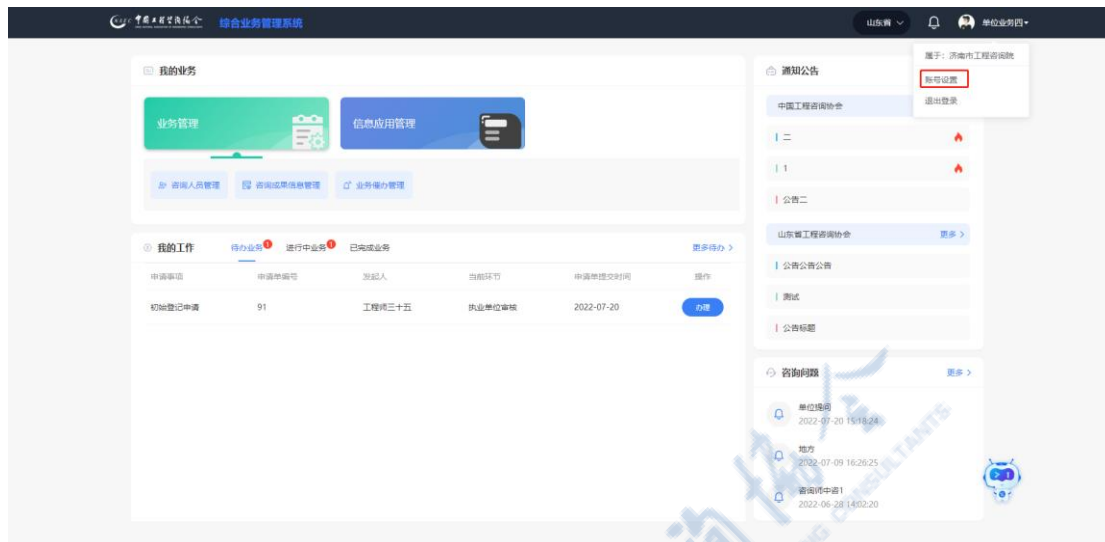 中国工程咨询协会 综合业务管理系统 山东省 单位业务四
属于：济南市工程咨询院
账号设置
退出登录
我的业务
业务管理
信息应用管理
咨询人员管理 咨询成果信息管理 业务催办管理
我的工作 待办业务 1 进行中业务 1 已完成业务 更多待办 >
申请事项 申请单编号 发起人 当前环节 申请单提交时间 操作
初始登记申请 91 工程师三十五 执业单位审核 2022-07-20 办理
通知公告
中国工程咨询协会
二
1
公告二
山东省工程咨询协会 更多 >
公告公告公告
测试
公告标题
咨询问题 更多 >
单位提问
2022-07-20 15:18:24
地方
2022-07-09 16:26:25
咨询师中咨1
2022-06-28 14:02:20
询协会
NG CONSULTANTS